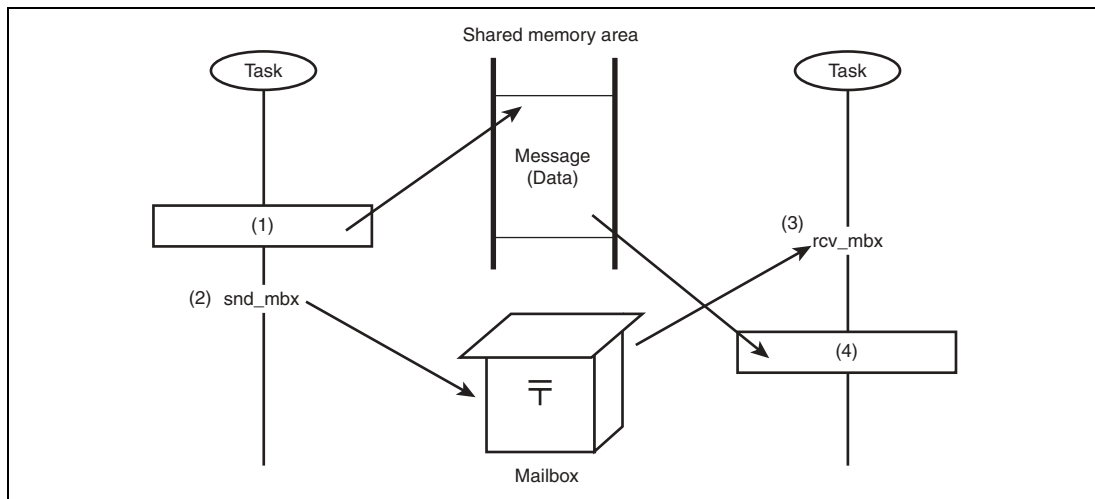 Shared memory area
Task
Task
Message
(Data)
(1)
(3)
rcv_mbx
(2) snd_mbx
(4)
〒
Mailbox